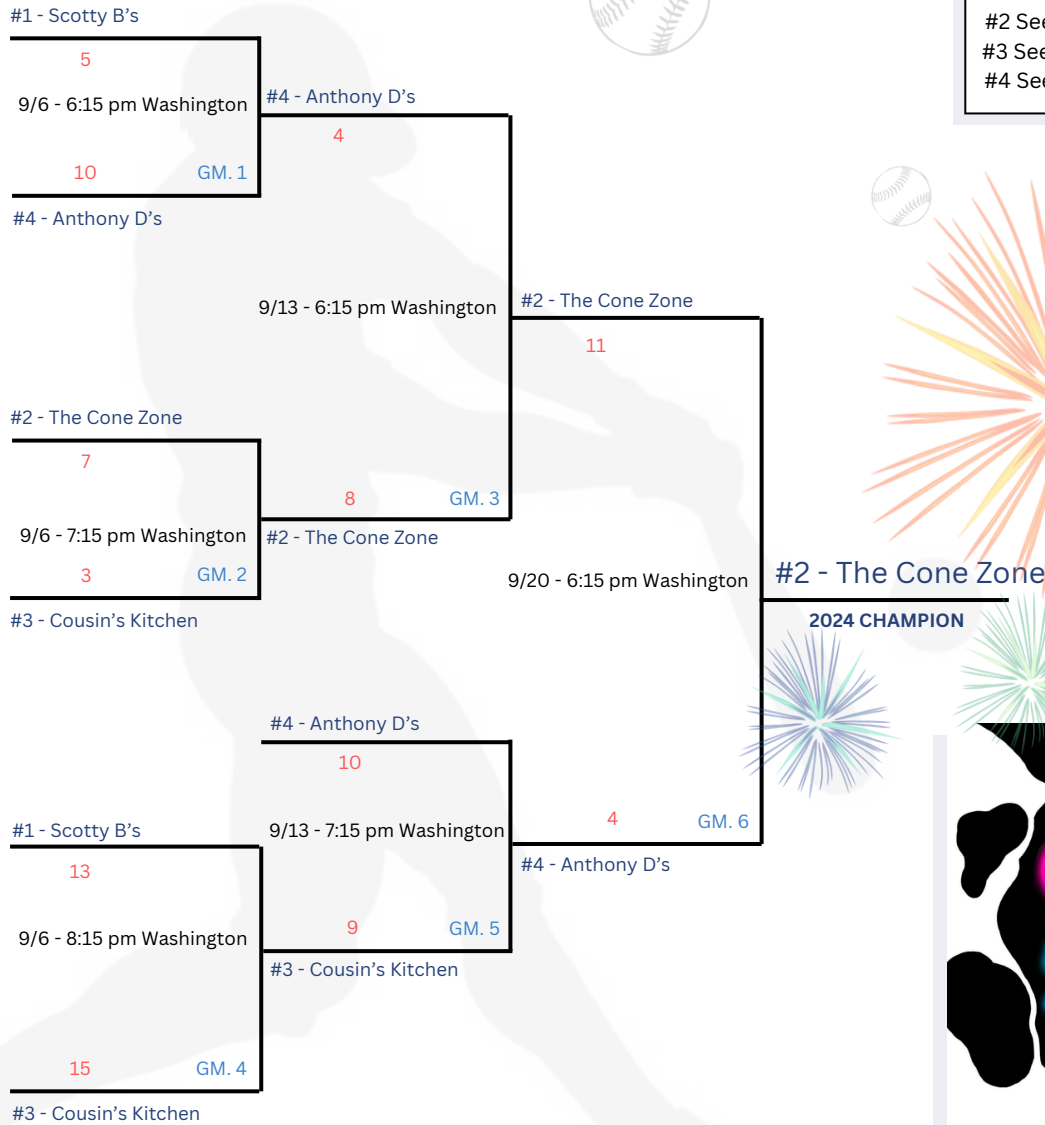 #1 - Scotty B’s
5
9/6 - 6:15 pm Washington
10
GM. 1
#4 - Anthony D’s
#4 - Anthony D’s
4
9/13 - 6:15 pm Washington
#2 - The Cone Zone
7
9/6 - 7:15 pm Washington
3
GM. 2
#3 - Cousin’s Kitchen
8
GM. 3
#2 - The Cone Zone
#2 - The Cone Zone
11
9/20 - 6:15 pm Washington
#2 - The Cone Zone
2024 CHAMPION
#4 - Anthony D’s
10
9/13 - 7:15 pm Washington
#1 - Scotty B’s
13
9/6 - 8:15 pm Washington
15
GM. 4
#3 - Cousin’s Kitchen
9
GM. 5
#3 - Cousin’s Kitchen
4
GM. 6
#4 - Anthony D’s
#2
#3
#4